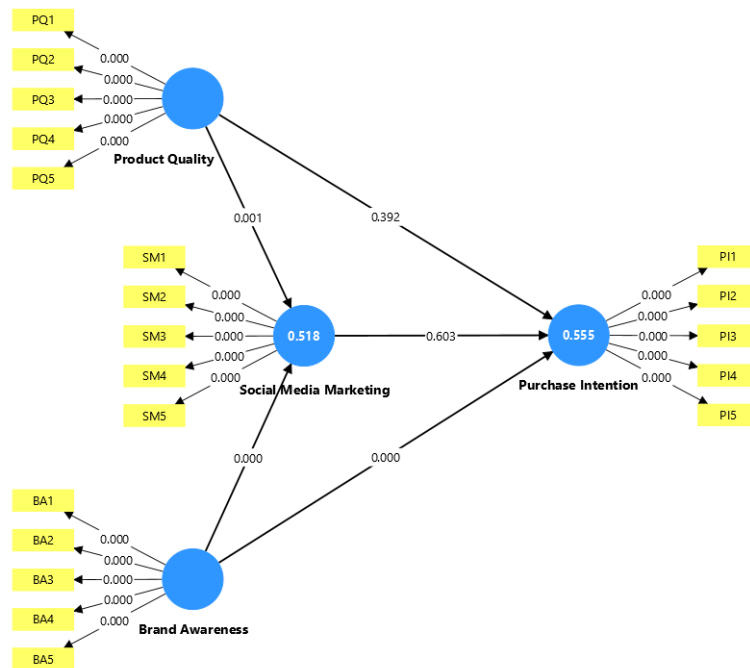 PQ1
PQ2
PQ3
PQ4
PQ5
0.000
0.000
0.000
0.000
0.000
Product Quality
0.001
0.392
SM1
SM2
SM3
SM4
SM5
0.000
0.000
0.000
0.000
0.000
0.518
Social Media Marketing
0.603
0.555
Purchase Intention
0.000
0.000
0.000
0.000
0.000
PI1
PI2
PI3
PI4
PI5
0.000
0.000
BA1
BA2
BA3
BA4
BA5
0.000
0.000
0.000
0.000
0.000
Brand Awareness